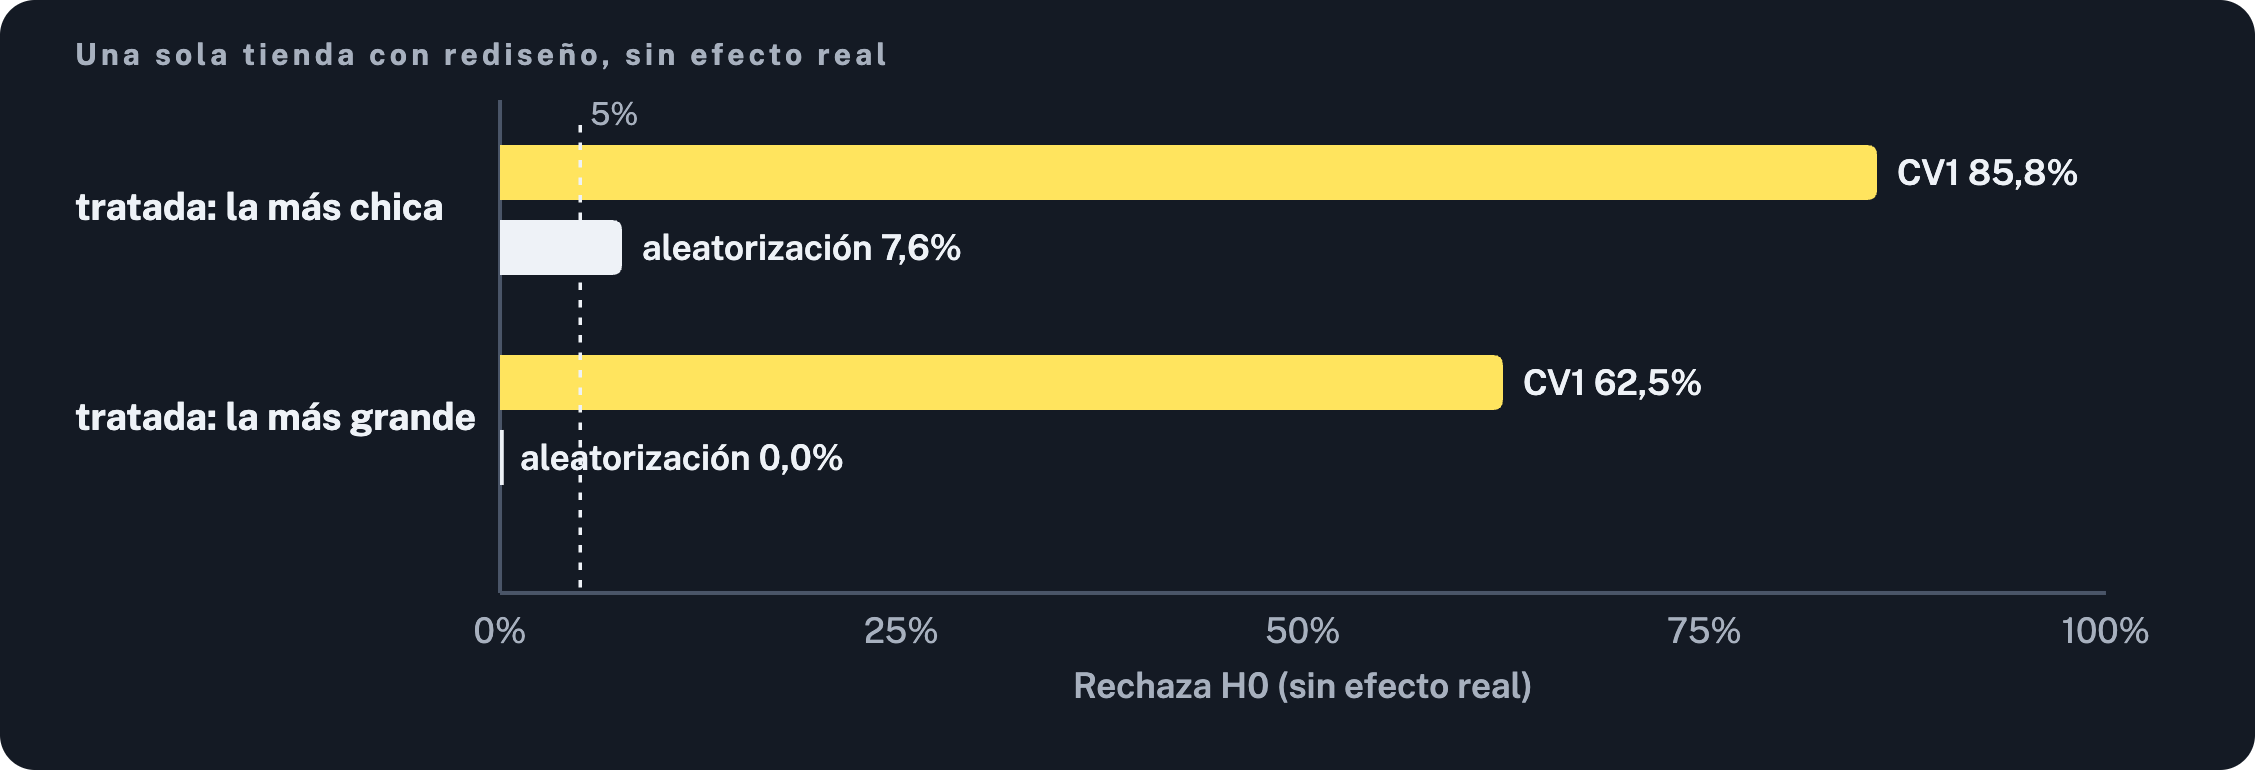 Una sola tienda con rediseño, sin efecto real
5%
CV1 85,8%
tratada: la más chica
aleatorización 7,6%
CV1 62,5%
tratada: la más grande
aleatorización 0,0%
0% 25% 50% 75% 100%
Rechaza H0 (sin efecto real)